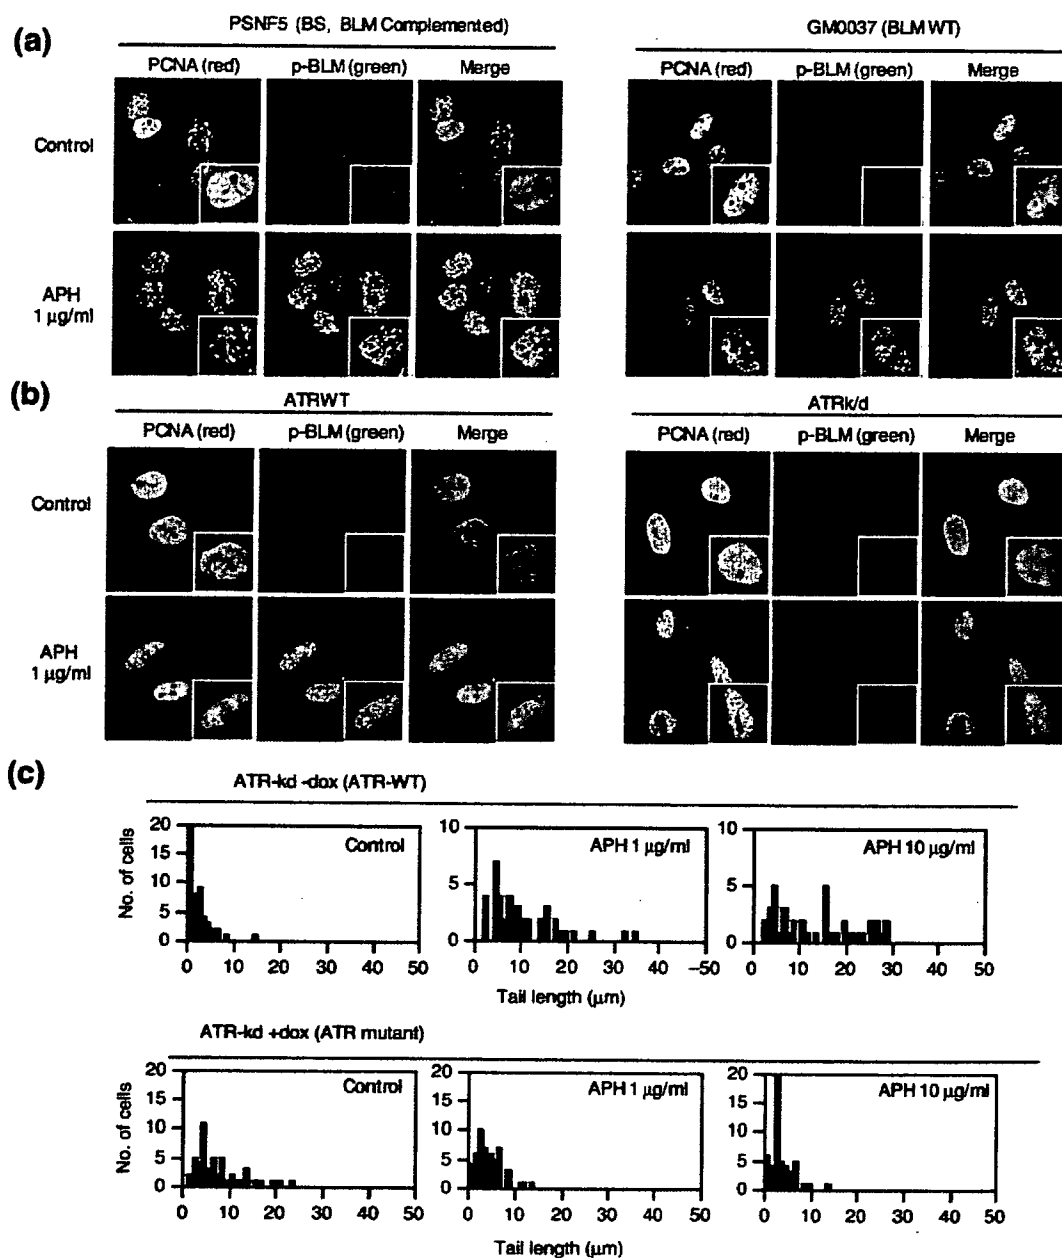 (a)
PSNF5 (BS, BLM Complemented)
GM0037 (BLM WT)
PCNA (red) p-BLM (green) Merge
PCNA (red) p-BLM (green) Merge
Control
APH
1 µg/ml
(b)
ATRWT
ATRk/d
PCNA (red) p-BLM (green) Merge
PCNA (red) p-BLM (green) Merge
Control
APH
1 µg/ml
(c)
ATR-kd -dox (ATR-WT)
No. of cells
20
15
10
5
0
Control
0 10 20 30 40 50
10
5
0
APH 1 µg/ml
0 10 20 30 40 –50
10
5
0
APH 10 µg/ml
0 10 20 30 40 50
Tail length (µm)
ATR-kd +dox (ATR mutant)
No. of cells
20
15
10
5
0
Control
0 10 20 30 40 50
20
15
10
5
0
APH 1 µg/ml
0 10 20 30 40 50
20
15
10
5
0
APH 10 µg/ml
0 10 20 30 40 50
Tail length (µm)